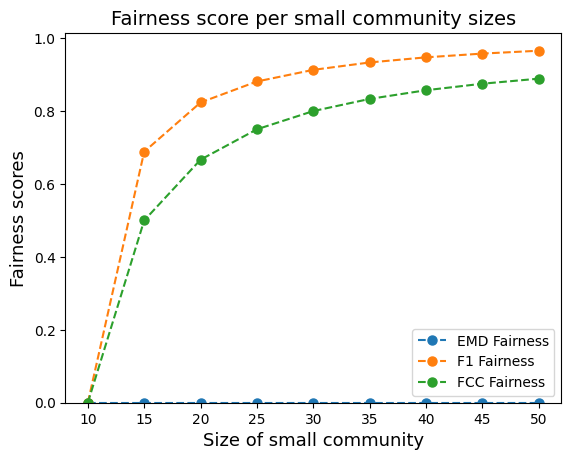 Fairness score per small community sizes
Fairness scores
1.0
0.8
0.6
0.4
0.2
0.0
EMD Fairness
F1 Fairness
FCC Fairness
10 15 20 25 30 35 40 45 50
Size of small community